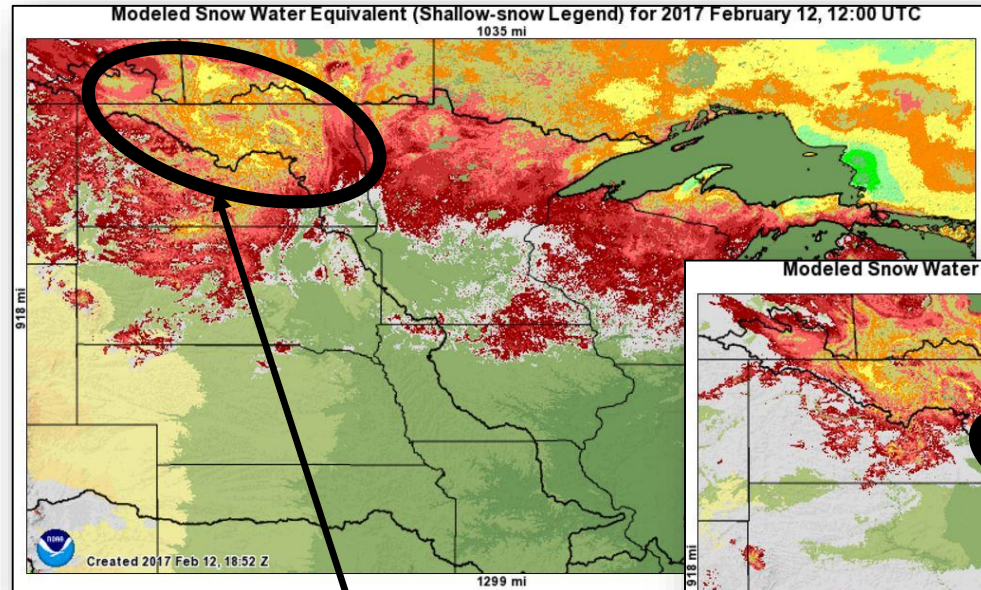 Modeled Snow Water Equivalent (Shallow-snow Legend) for 2017 February 12, 12:00 UTC
1035 mi
918 mi
NOAA
Created 2017 Feb 12, 18:52 Z
1299 mi
Modeled Snow Water
918 mi